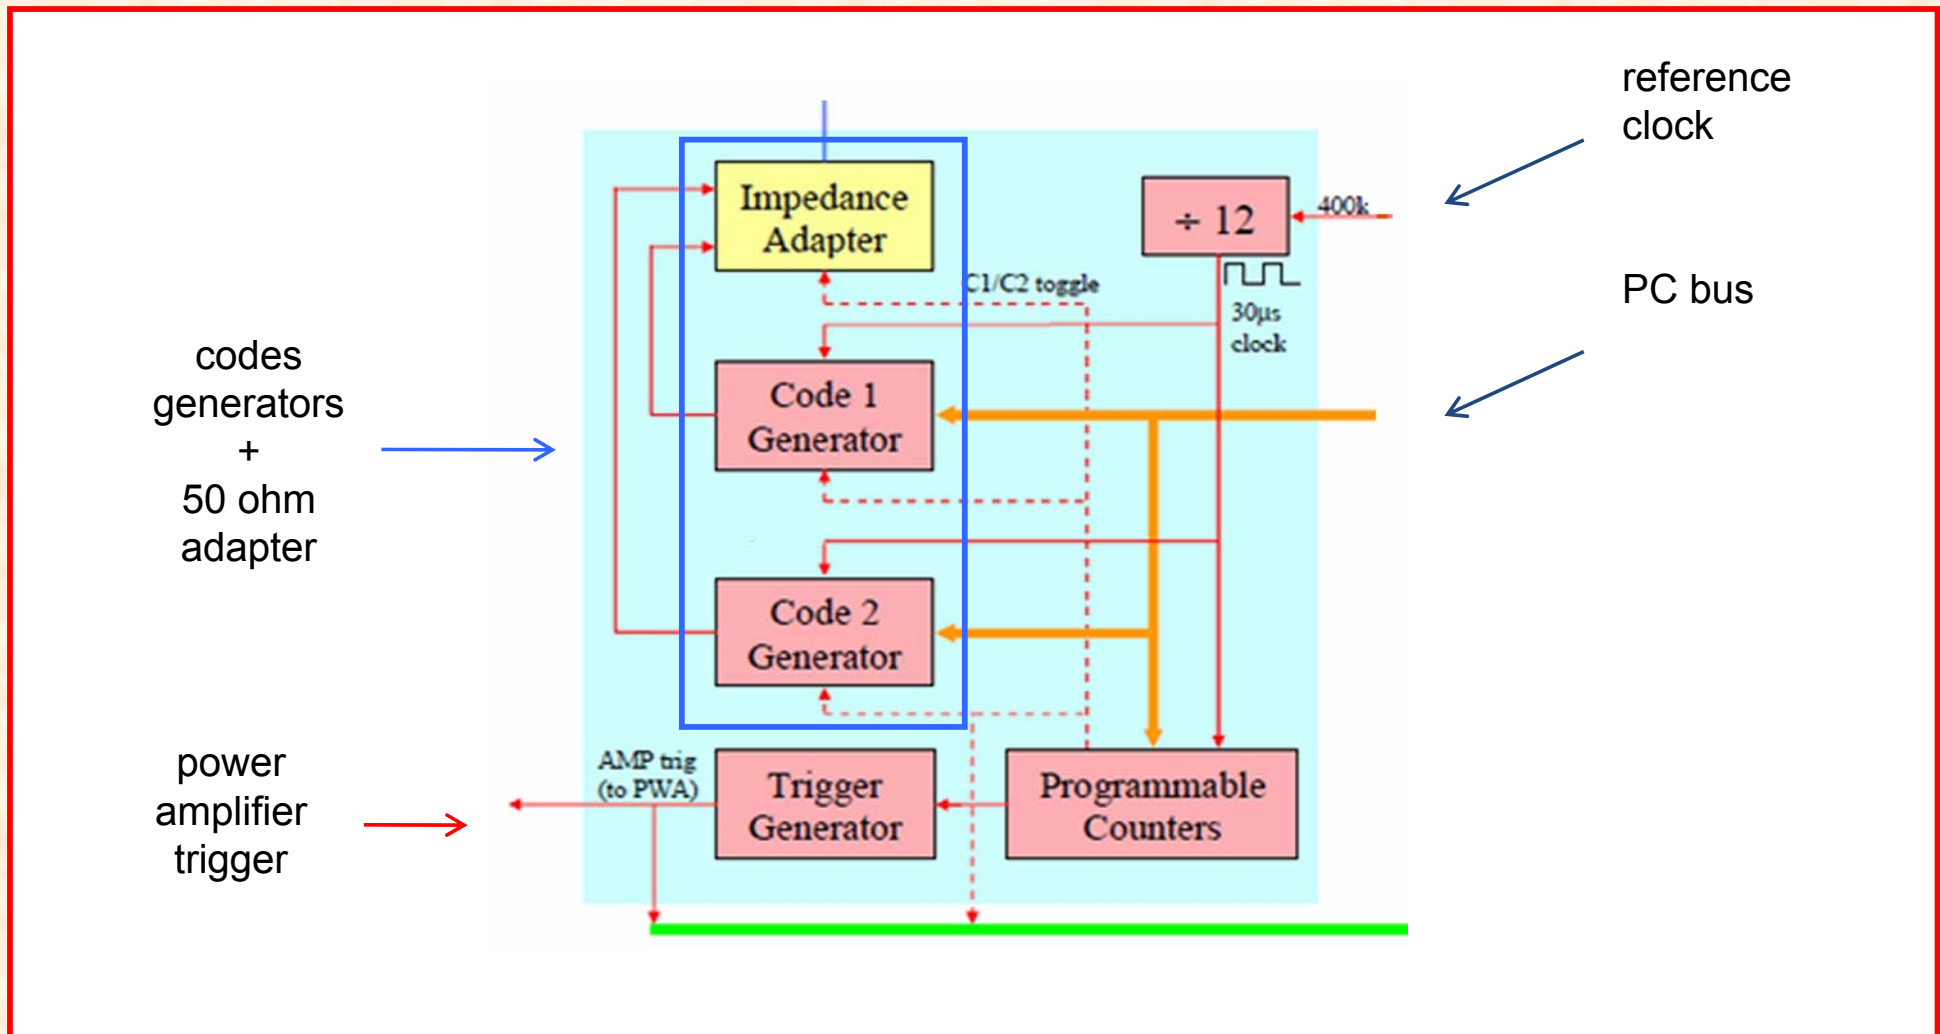 reference
clock
PC bus
codes
generators
+
50 ohm
adapter
power
amplifier
trigger
Impedance
Adapter
÷ 12
400k
C1/C2 toggle
30µs
clock
Code 1
Generator
Code 2
Generator
AMP trig
(to PWA)
Trigger
Generator
Programmable
Counters